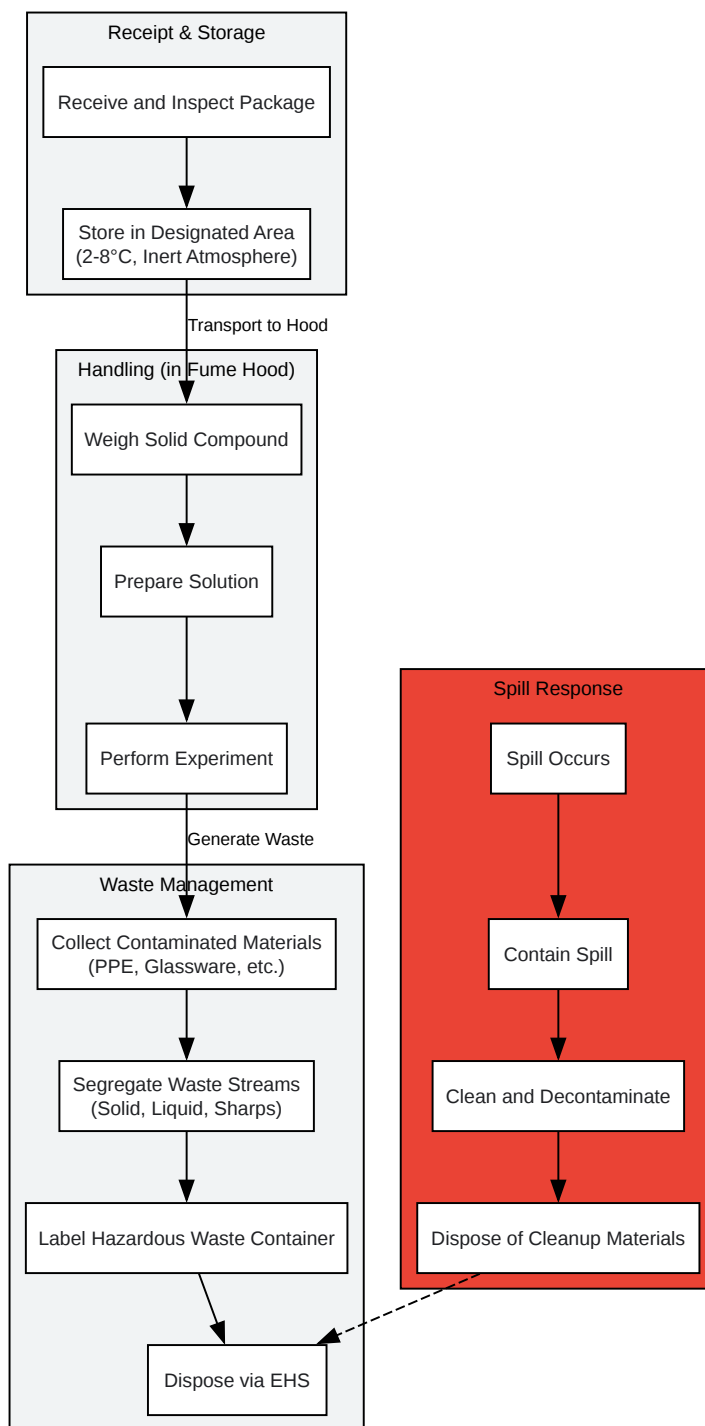 Receipt & Storage
Receive and Inspect Package
Store in Designated Area
(2-8°C, Inert Atmosphere)
Transport to Hood
Handling (in Fume Hood)
Weigh Solid Compound
Prepare Solution
Perform Experiment
Generate Waste
Waste Management
Collect Contaminated Materials
(PPE, Glassware, etc.)
Segregate Waste Streams
(Solid, Liquid, Sharps)
Label Hazardous Waste Container
Dispose via EHS
Spill Response
Spill Occurs
Contain Spill
Clean and Decontaminate
Dispose of Cleanup Materials